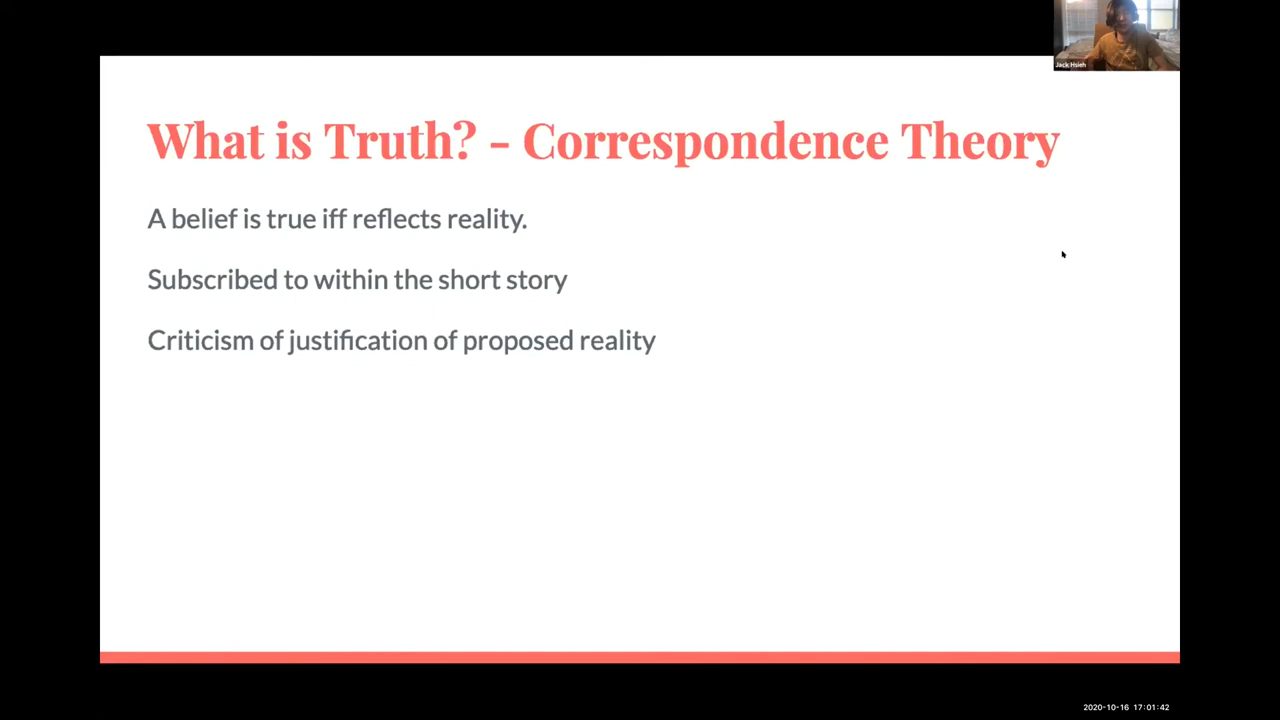 Jack Hsieh
What is Truth? - Correspondence Theory
A belief is true iff reflects reality.
Subscribed to within the short story
Criticism of justification of proposed reality
2020-10-16 17:01:42